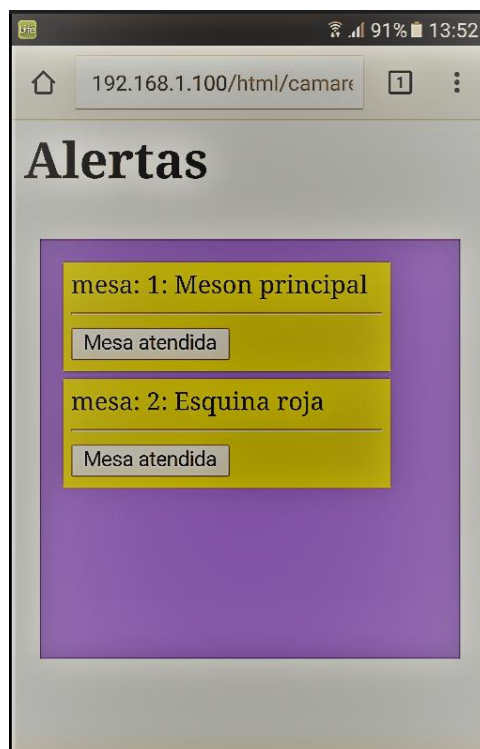 91% 13:52
192.168.1.100/html/camare
1
Alertas
mesa: 1: Meson principal
Mesa atendida
mesa: 2: Esquina roja
Mesa atendida